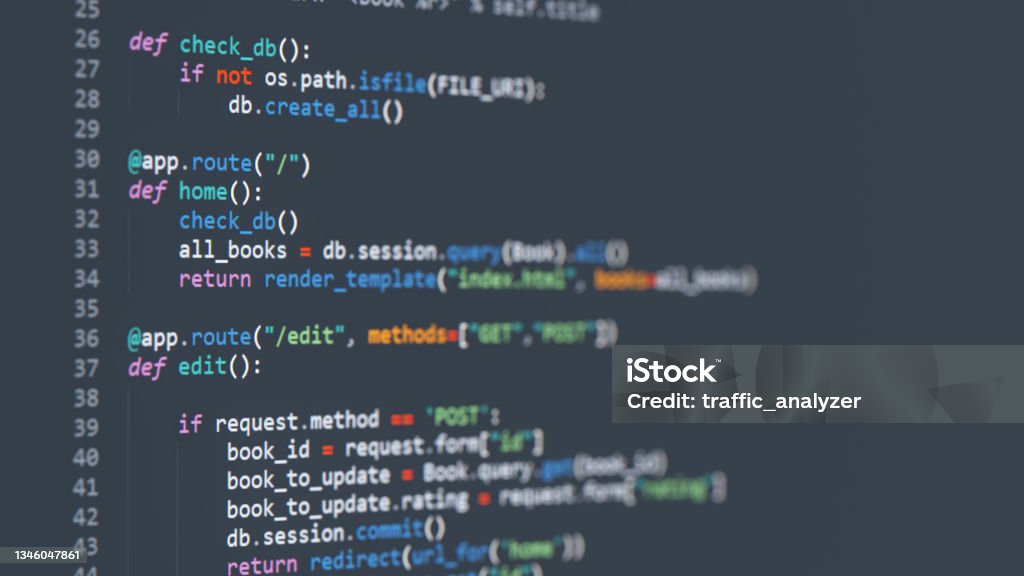 25 '<Book %r>' % self.title
26 def check_db():
27 if not os.path.isfile(FILE_URI):
28 db.create_all()
29
30 @app.route("/")
31 def home():
32 check_db()
33 all_books = db.session.query(Book).all()
34 return render_template("index.html", books=all_books)
35
36 @app.route("/edit", methods=["GET","POST"])
37 def edit():
38
39 if request.method == 'POST':
40 book_id = request.form["id"]
41 book_to_update = Book.query.get(book_id)
42 book_to_update.rating = request.form["rating"]
43 db.session.commit()
44 return redirect(url_for('home'))
iStock™
Credit: traffic_analyzer
1346047861